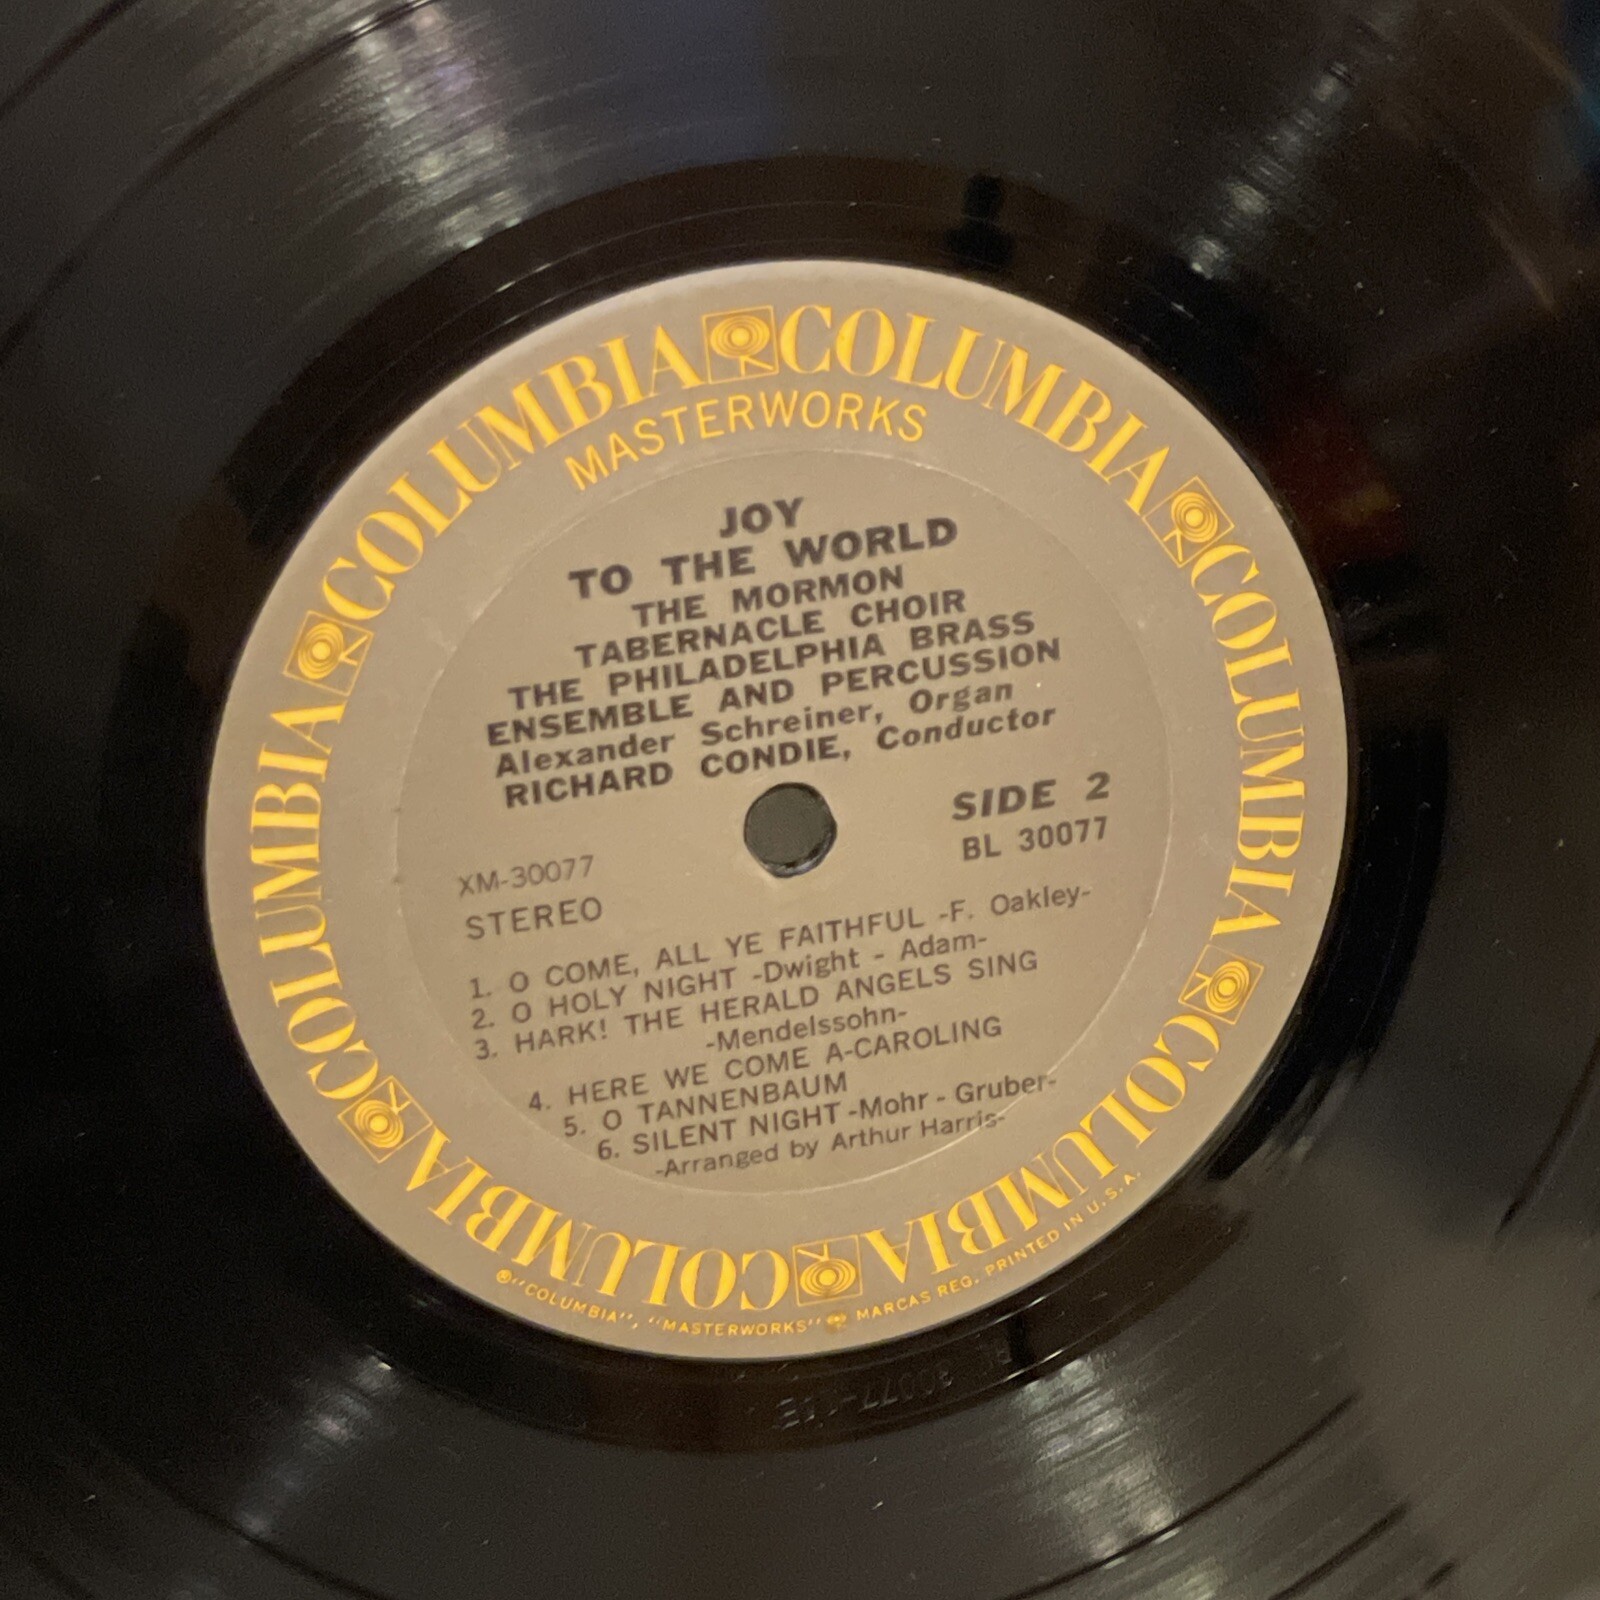 COLUMBIA COLUMBIA COLUMBIA COLUMBIA COLUMBIA COLUMBIA
MASTERWORKS
JOY
TO THE WORLD
THE MORMON
TABERNACLE CHOIR
THE PHILADELPHIA BRASS
ENSEMBLE AND PERCUSSION
Alexander Schreiner, Organ
RICHARD CONDIE, Conductor
SIDE 2
BL 30077
XM-30077
STEREO
1. O COME, ALL YE FAITHFUL -F. Oakley-
2. O HOLY NIGHT -Dwight - Adam-
3. HARK! THE HERALD ANGELS SING
-Mendelssohn-
4. HERE WE COME A-CAROLING
5. O TANNENBAUM
6. SILENT NIGHT -Mohr - Gruber-
-Arranged by Arthur Harris-
®"COLUMBIA", "MASTERWORKS" MARCAS REG. PRINTED IN U.S.A.